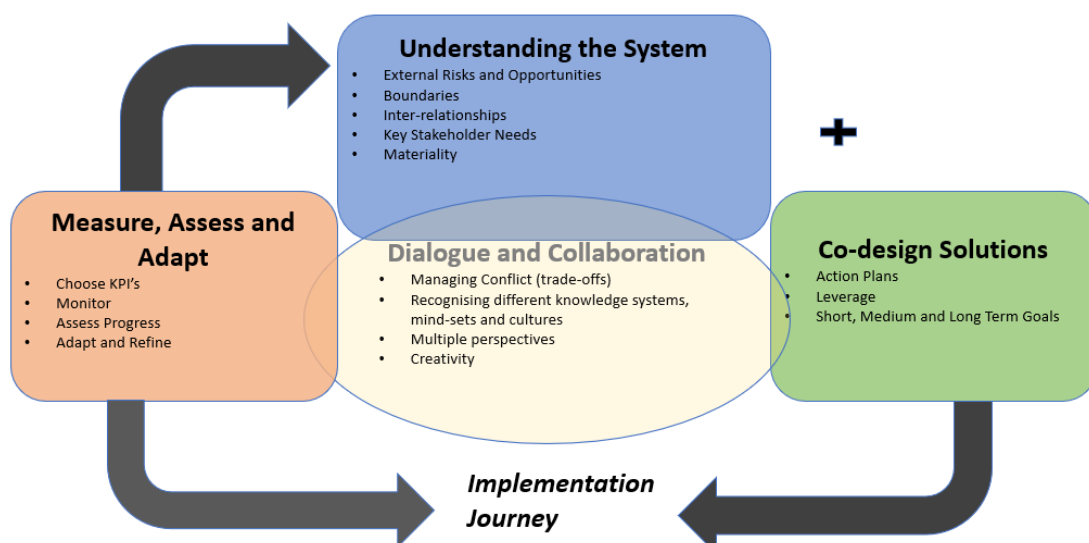 Understanding the System
• External Risks and Opportunities
• Boundaries
• Inter-relationships
• Key Stakeholder Needs
• Materiality
+
Measure, Assess and
Adapt
• Choose KPI's
• Monitor
• Assess Progress
• Adapt and Refine
Dialogue and Collaboration
• Managing Conflict (trade-offs)
• Recognising different knowledge systems,
mind-sets and cultures
• Multiple perspectives
• Creativity
Co-design Solutions
• Action Plans
• Leverage
• Short, Medium and Long Term Goals
Implementation
Journey